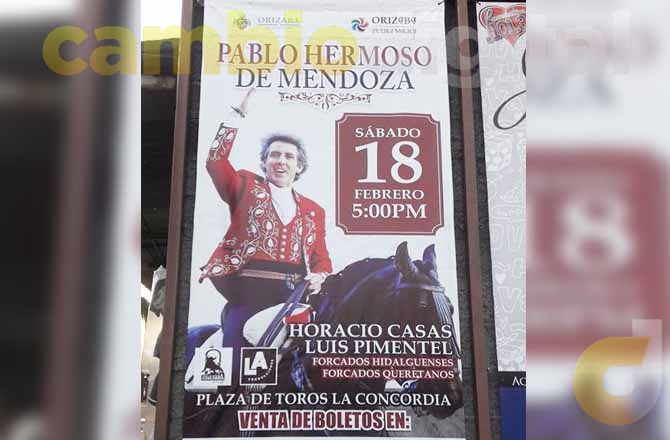 cambio digital
ORIZABA
ORIZABA
PUEBLO MÁGICO
PABLO HERMOSO
DE MENDOZA
SÁBADO
18
FEBRERO
5:00PM
HORACIO CASAS
LUIS PIMENTEL
FORCADOS HIDALGUENSES
FORCADOS QUERETANOS
LA
PLAZA DE TOROS LA CONCORDIA
VENTA DE BOLETOS EN: